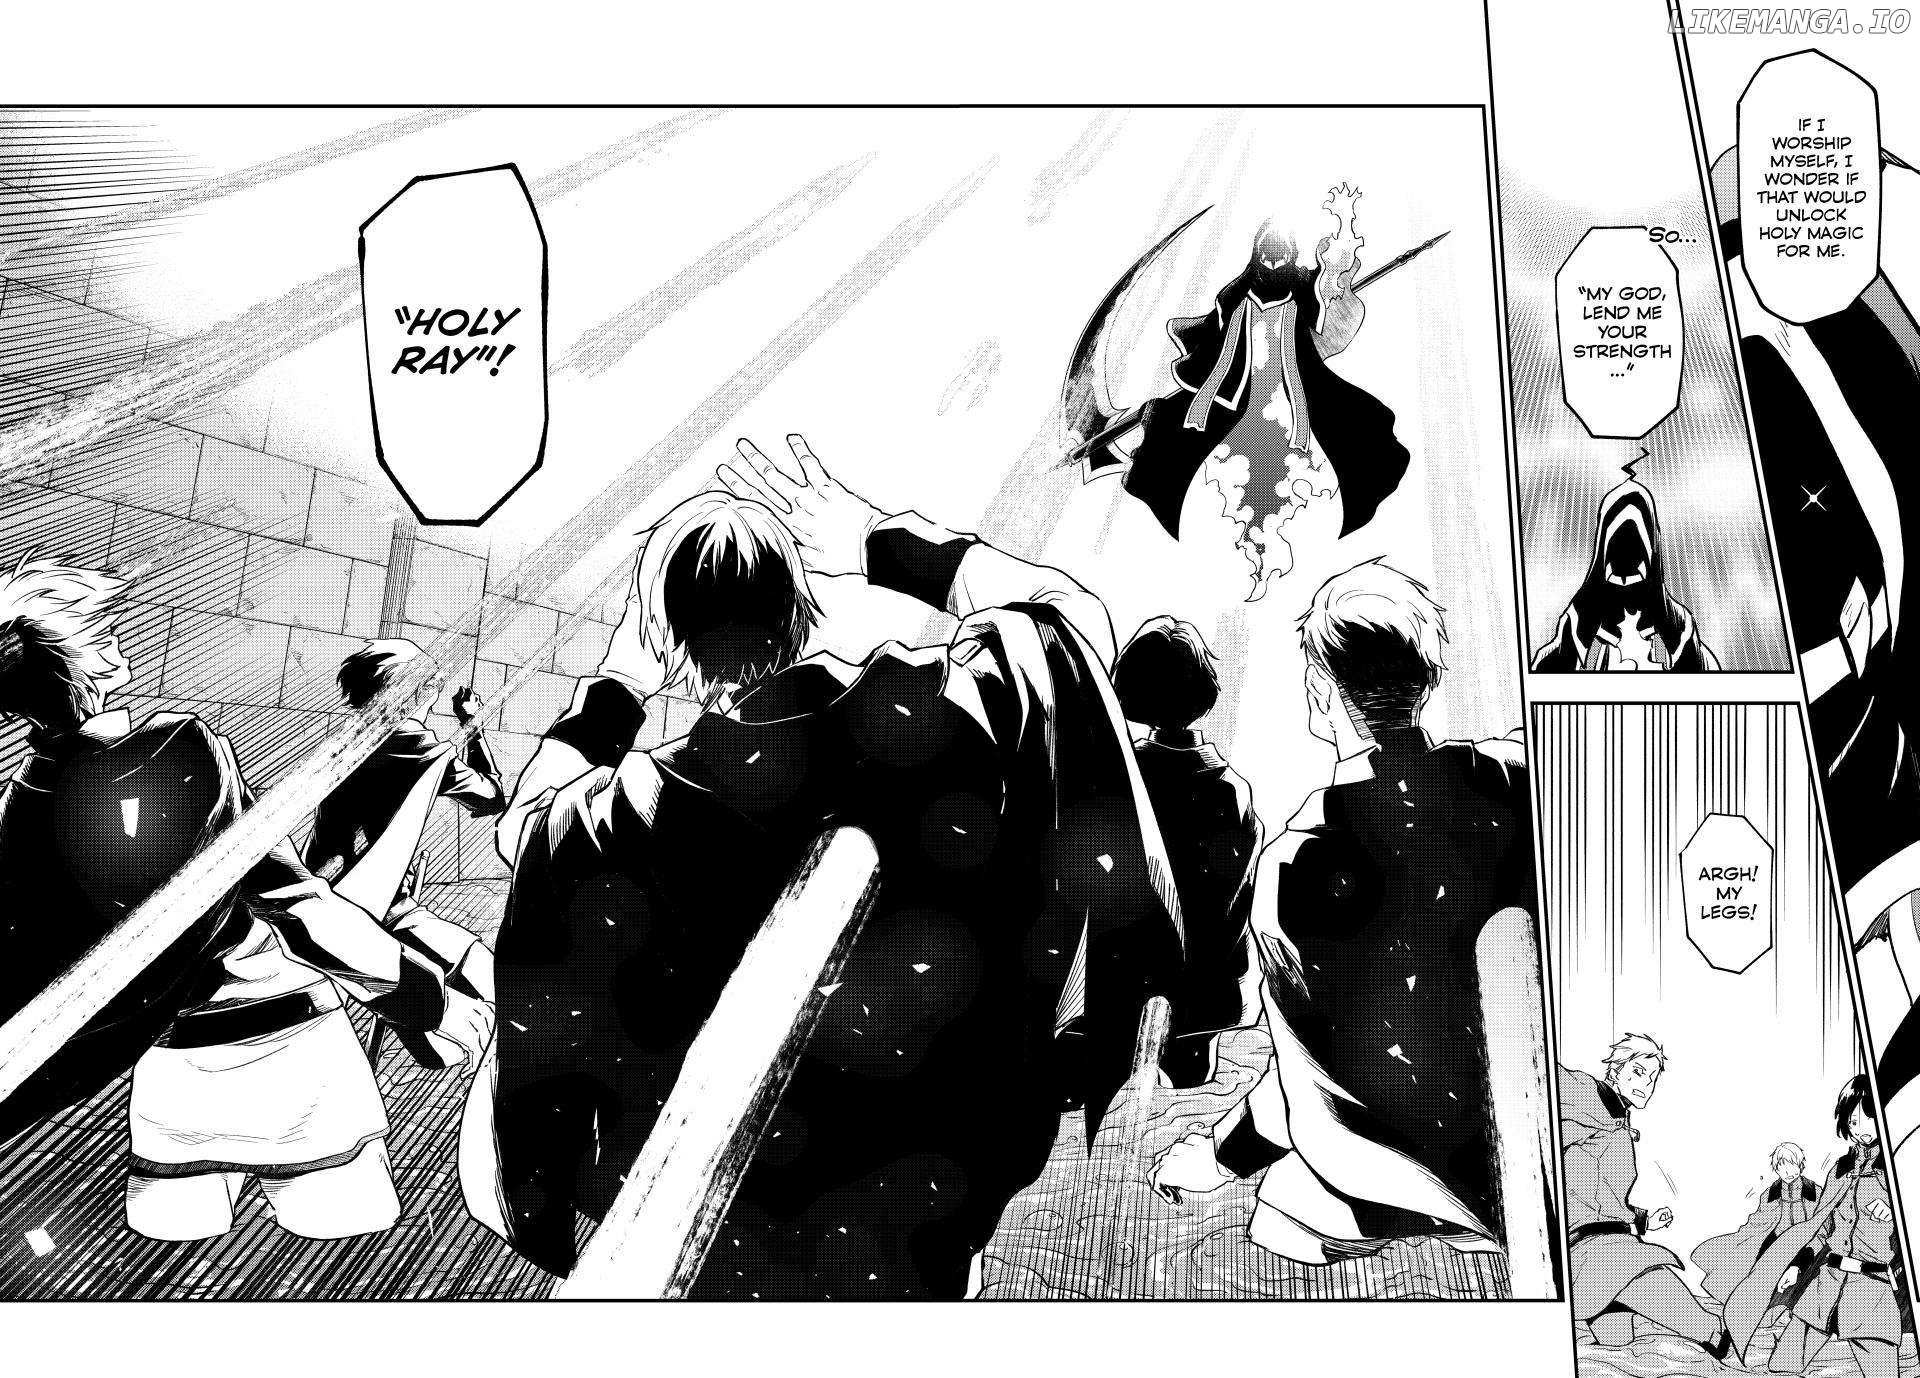 LIKEMANGA.IO
IF I
WORSHIP
MYSELF, I
WONDER IF
THAT WOULD
UNLOCK
HOLY MAGIC
FOR ME.
So...
"MY GOD,
LEND ME
YOUR
STRENGTH
..."
ARGH!
MY
LEGS!
"HOLY
RAY"!